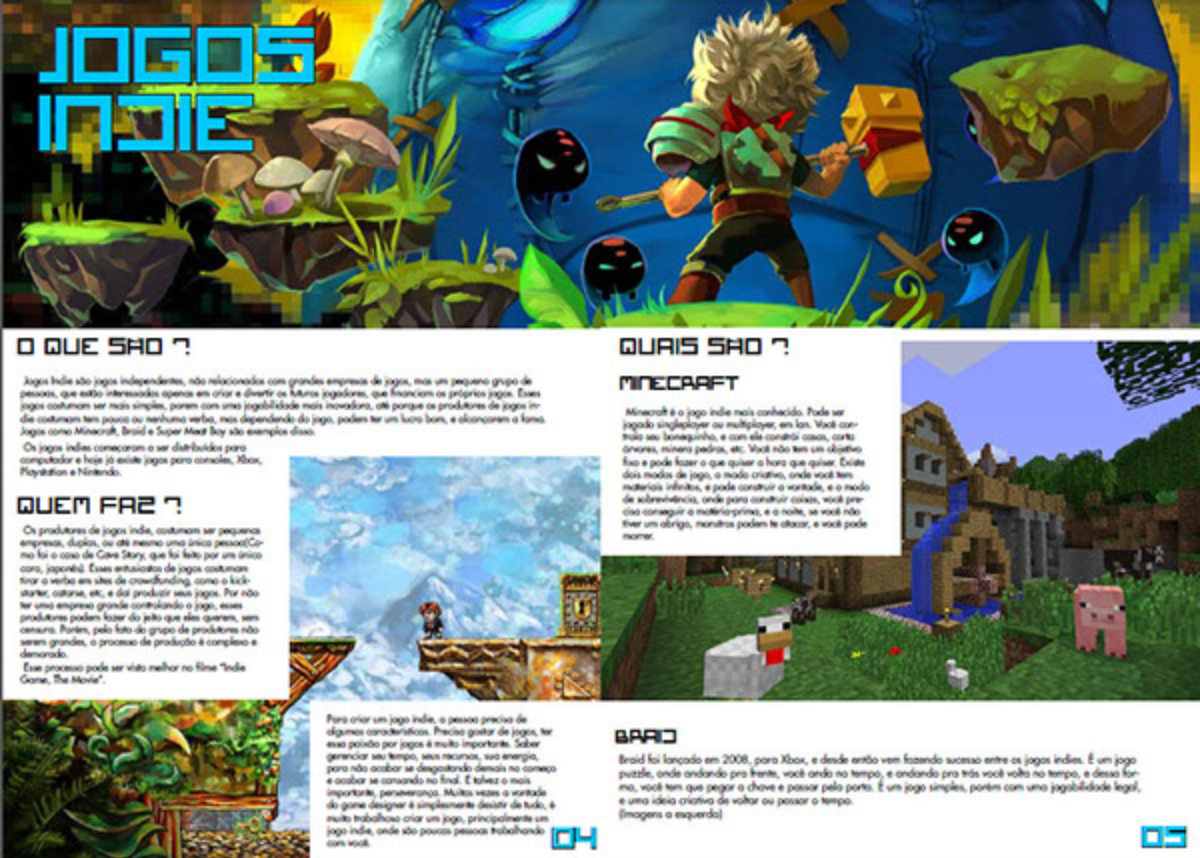 JOGOS
INDIE
O QUE SÃO ?
Jogos Indie são jogos independentes, não relacionados com grandes empresas de jogos, mas um pequeno grupo de
pessoas, que estão interessados apenas em criar e divertir os futuros jogadores, que financiam os próprios jogos. Esses
jogos costumam ser mais simples, porem com uma jogabilidade mais inovadora, até porque os produtores de jogos in-
die costumam tem pouca ou nenhuma verba, mas dependendo do jogo, podem ter um lucro bom, e alcançarem a fama.
Jogos como Minecraft, Braid e Super Meat Boy são exemplos disso.
Os jogos indies começaram a ser distribuidos para
computador e hoje já existe jogos para consoles, Xbox,
Playstation e Nintendo.
QUEM FAZ ?
Os produtores de jogos indie, costumam ser pequenas
empresas, duplas, ou até mesmo uma única pessoa(Co-
mo foi o caso de Cave Story, que foi feito por um único
cara, japonês). Esses entusiastas de jogos costumam
tirar a verba em sites de crowdfunding, como o kick-
starter, catarse, etc, e daí produzir seus jogos. Por não
ter uma empresa grande controlando o jogo, esses
produtores podem fazer do jeito que eles querem, sem
censura. Porém, pelo fato do grupo de produtores não
serem grandes, o processo de produção é complexo e
demorado.
Esse processo pode ser visto melhor no filme "Indie
Game, The Movie".
Para criar um jogo indie, a pessoa precisa de
algumas características. Precisa gostar de jogos, ter
essa paixão por jogos é muito importante. Saber
gerenciar seu tempo, seus recursos, sua energia,
para não acabar se desgastando demais no começo
e acabar se cansando no final. E talvez o mais
importante, perseverança. Muitas vezes a vontade
do game designer é simplesmente desistir de tudo, é
muito trabalhoso criar um jogo, principalmente um
jogo indie, onde são poucas pessoas trabalhando
com você.
04
QUAIS SÃO ?
MINECRAFT
Minecraft é o jogo indie mais conhecido. Pode ser
jogado singleplayer ou multiplayer, em lan. Você con-
trola seu bonequinho, e com ele constrói casas, corta
árvores, minera pedras, etc. Você não tem um objetivo
fixo e pode fazer o que quiser a hora que quiser. Existe
dois modos de jogo, o modo criativo, onde você tem
materiais infinitos, e pode construir a vontade, e o modo
de sobrevivência, onde para construir coisas, você pre-
cisa conseguir a matéria-prima, e a noite, se você não
tiver um abrigo, monstros podem te atacar, e você pode
morrer.
BRAID
Braid foi lançado em 2008, para Xbox, e desde então vem fazendo sucesso entre os jogos indies. É um jogo
puzzle, onde andando pra frente, você anda no tempo, e andando pra trás você volta no tempo, e dessa for-
ma, você tem que pegar a chave e passar pela porta. É um jogo simples, porém com uma jogabilidade legal,
e uma ideia criativa de voltar ou passar o tempo.
(Imagens a esquerda)
05